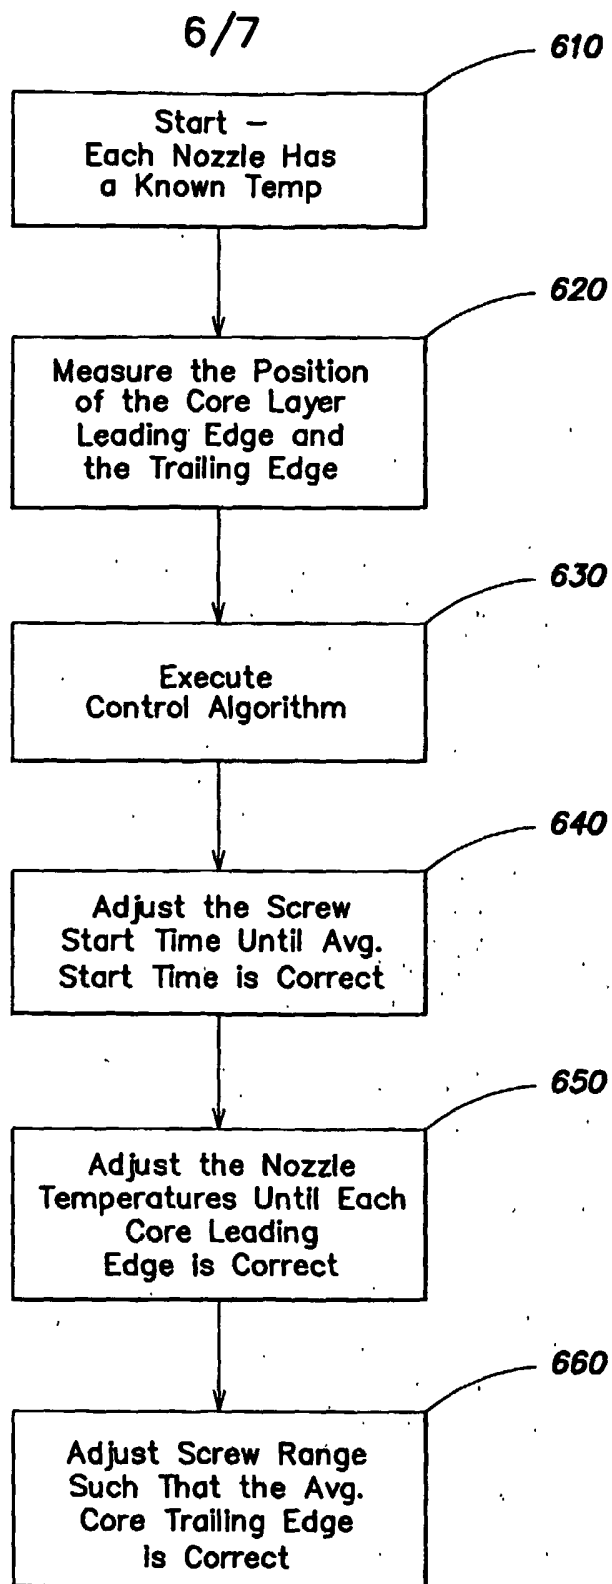 6/7
610
Start –
Each Nozzle Has
a Known Temp
620
Measure the Position
of the Core Layer
Leading Edge and
the Trailing Edge
630
Execute
Control Algorithm
640
Adjust the Screw
Start Time Until Avg.
Start Time is Correct
650
Adjust the Nozzle
Temperatures Until Each
Core Leading
Edge is Correct
660
Adjust Screw Range
Such That the Avg.
Core Trailing Edge
is Correct